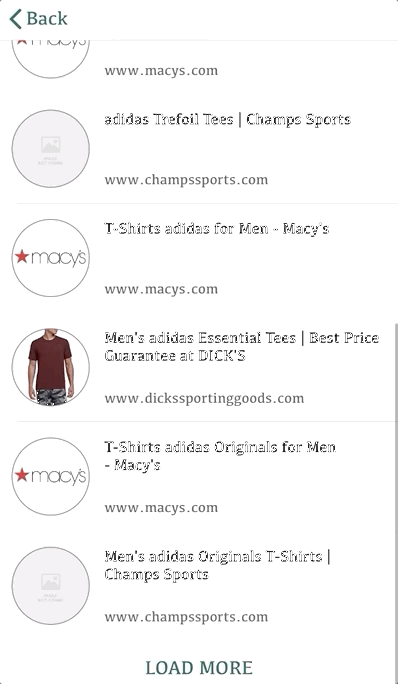 Back
macy's
www.macys.com
adidas Trefoil Tees | Champs Sports
www.champssports.com
T-Shirts adidas for Men - Macy's
macy's
www.macys.com
Men's adidas Essential Tees | Best Price
Guarantee at DICK'S
www.dickssportinggoods.com
T-Shirts adidas Originals for Men
- Macy's
macy's
www.macys.com
Men's adidas Originals T-Shirts |
Champs Sports
www.champssports.com
LOAD MORE